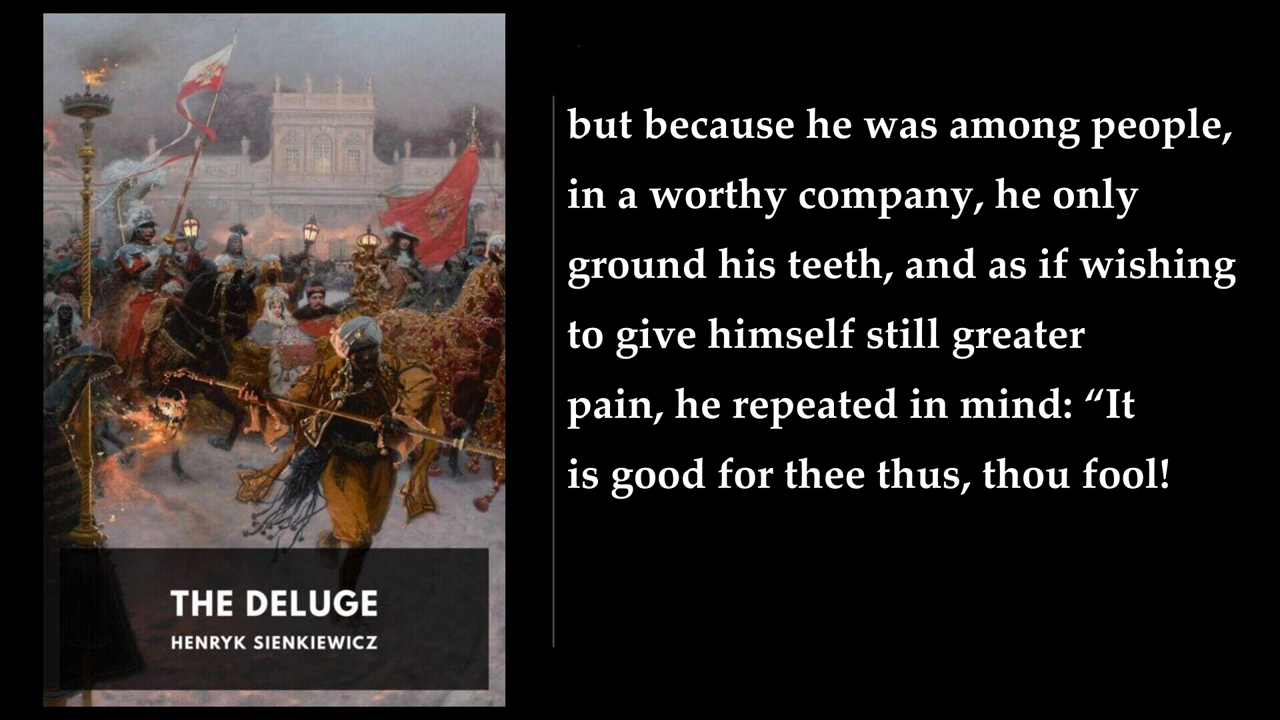 but because he was among people,
in a worthy company, he only
ground his teeth, and as if wishing
to give himself still greater
pain, he repeated in mind: “It
is good for thee thus, thou fool!
THE DELUGE
HENRYK SIENKIEWICZ